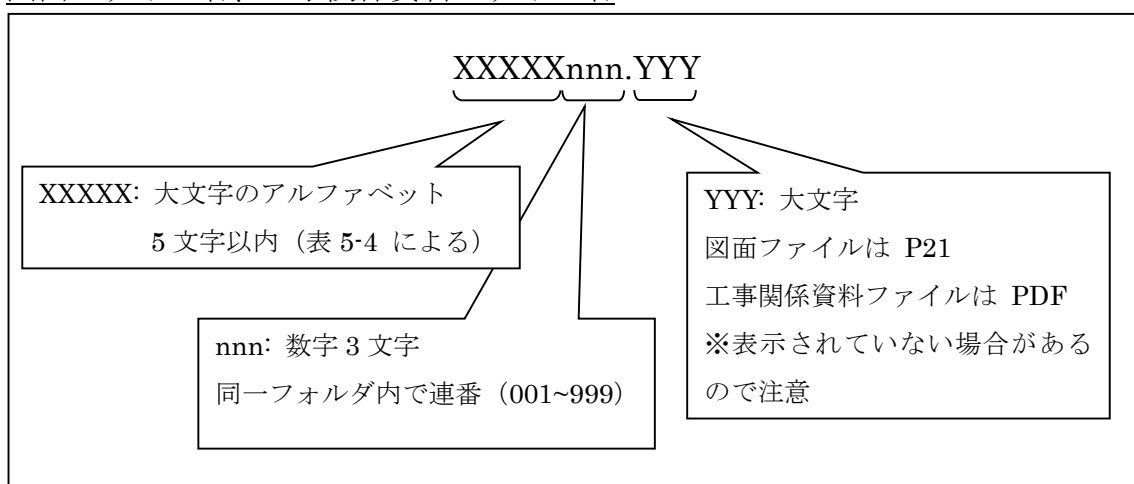 XXXXXnnn.YYY
XXXXX: 大文字のアルファベット
5 文字以内（表 5-4 による）
nnn: 数字 3 文字
同一フォルダ内で連番（001~999）
YYY: 大文字
図面ファイルは P21
工事関係資料ファイルは PDF
※表示されていない場合がある
ので注意